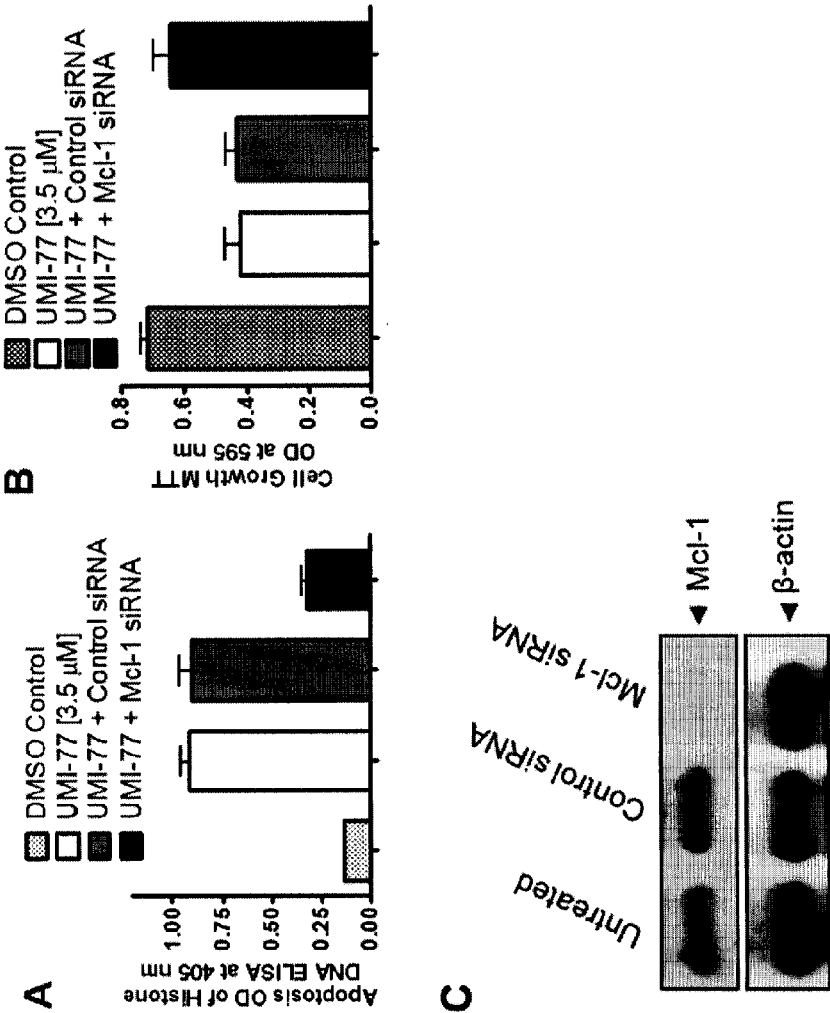 A
DMSO Control
UMI-77 [3.5 µM]
UMI-77 + Control siRNA
UMI-77 + Mcl-1 siRNA
Apoptosis OD of Histone
DNA ELISA at 405 nm
1.00
0.75
0.50
0.25
0.00
B
DMSO Control
UMI-77 [3.5 µM]
UMI-77 + Control siRNA
UMI-77 + Mcl-1 siRNA
Cell Growth MTT
OD at 595 nm
0.8
0.6
0.4
0.2
0.0
C
Untreated
Control siRNA
Mcl-1 siRNA
◄ Mcl-1
◄ β-actin